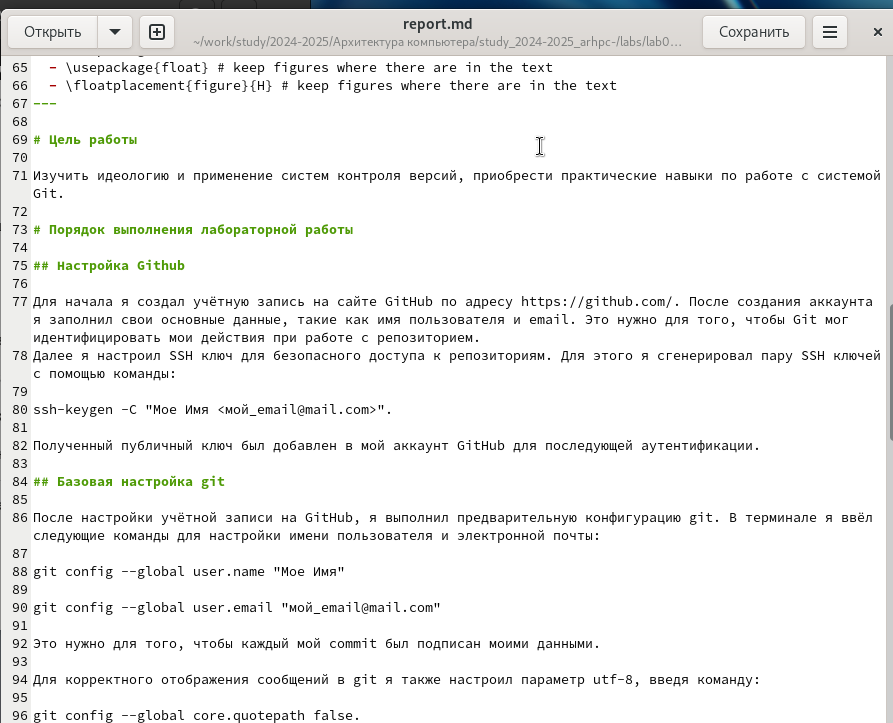 Открыть
report.md
~/work/study/2024-2025/Архитектура компьютера/study_2024-2025_arhpc-/labs/lab0…
Сохранить
65 - \usepackage{float} # keep figures where there are in the text
66 - \floatplacement{figure}{H} # keep figures where there are in the text
67 ---
68
69 # Цель работы
70
71 Изучить идеологию и применение систем контроля версий, приобрести практические навыки по работе с системой
Git.
72
73 # Порядок выполнения лабораторной работы
74
75 ## Настройка Github
76
77 Для начала я создал учётную запись на сайте GitHub по адресу https://github.com/. После создания аккаунта
я заполнил свои основные данные, такие как имя пользователя и email. Это нужно для того, чтобы Git мог
идентифицировать мои действия при работе с репозиторием.
78 Далее я настроил SSH ключ для безопасного доступа к репозиториям. Для этого я сгенерировал пару SSH ключей
с помощью команды:
79
80 ssh-keygen -C "Мое Имя <мой_email@mail.com>".
81
82 Полученный публичный ключ был добавлен в мой аккаунт GitHub для последующей аутентификации.
83
84 ## Базовая настройка git
85
86 После настройки учётной записи на GitHub, я выполнил предварительную конфигурацию git. В терминале я ввёл
следующие команды для настройки имени пользователя и электронной почты:
87
88 git config --global user.name "Мое Имя"
89
90 git config --global user.email "мой_email@mail.com"
91
92 Это нужно для того, чтобы каждый мой commit был подписан моими данными.
93
94 Для корректного отображения сообщений в git я также настроил параметр utf-8, введя команду:
95
96 git config --global core.quotepath false.